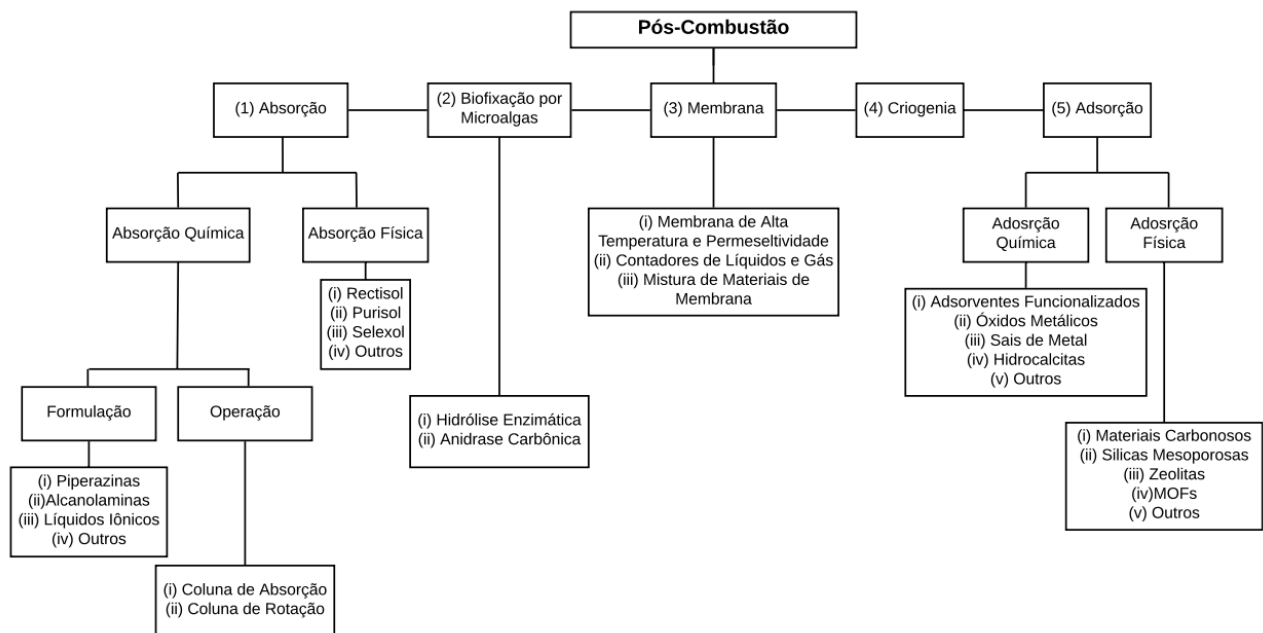 Pós-Combustão
(1) Absorção
(2) Biofixação por
Microalgas
(3) Membrana
(4) Criogenia
(5) Adsorção
Absorção Química
Absorção Física
(i) Membrana de Alta
Temperatura e Permeseltividade
(ii) Contadores de Líquidos e Gás
(iii) Mistura de Materiais de
Membrana
Adosrção
Química
Adosrção
Física
(i) Rectisol
(ii) Purisol
(iii) Selexol
(iv) Outros
(i) Adsorventes Funcionalizados
(ii) Óxidos Metálicos
(iii) Sais de Metal
(iv) Hidrocalcitas
(v) Outros
Formulação
Operação
(i) Hidrólise Enzimática
(ii) Anidrase Carbônica
(i) Materiais Carbonosos
(ii) Silicas Mesoporosas
(iii) Zeolitas
(iv)MOFs
(v) Outros
(i) Piperazinas
(ii)Alcanolaminas
(iii) Líquidos Iônicos
(iv) Outros
(i) Coluna de Absorção
(ii) Coluna de Rotação